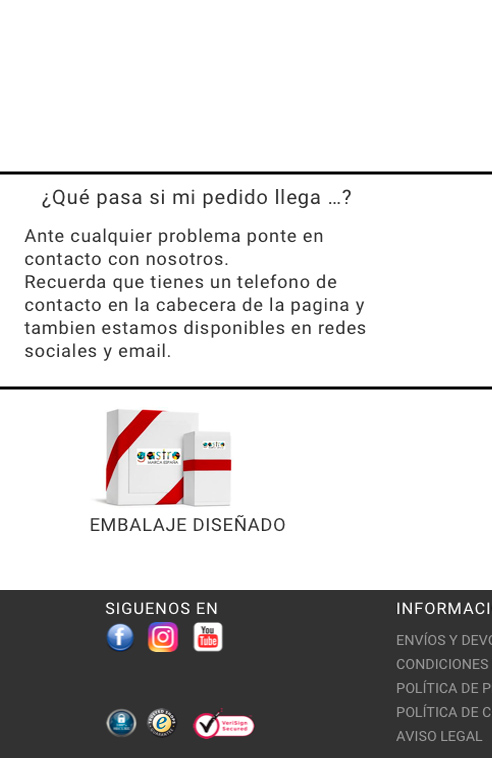 ¿Qué pasa si mi pedido llega ...?
Ante cualquier problema ponte en
contacto con nosotros.
Recuerda que tienes un telefono de
contacto en la cabecera de la pagina y
tambien estamos disponibles en redes
sociales y email.
gastro
MARCA ESPAÑA
gastro
EMBALAJE DISEÑADO
SIGUENOS EN
You
Tube
VeriSign
Secured
INFORMACI
ENVÍOS Y DEVO
CONDICIONES
POLÍTICA DE P
POLÍTICA DE C
AVISO LEGAL